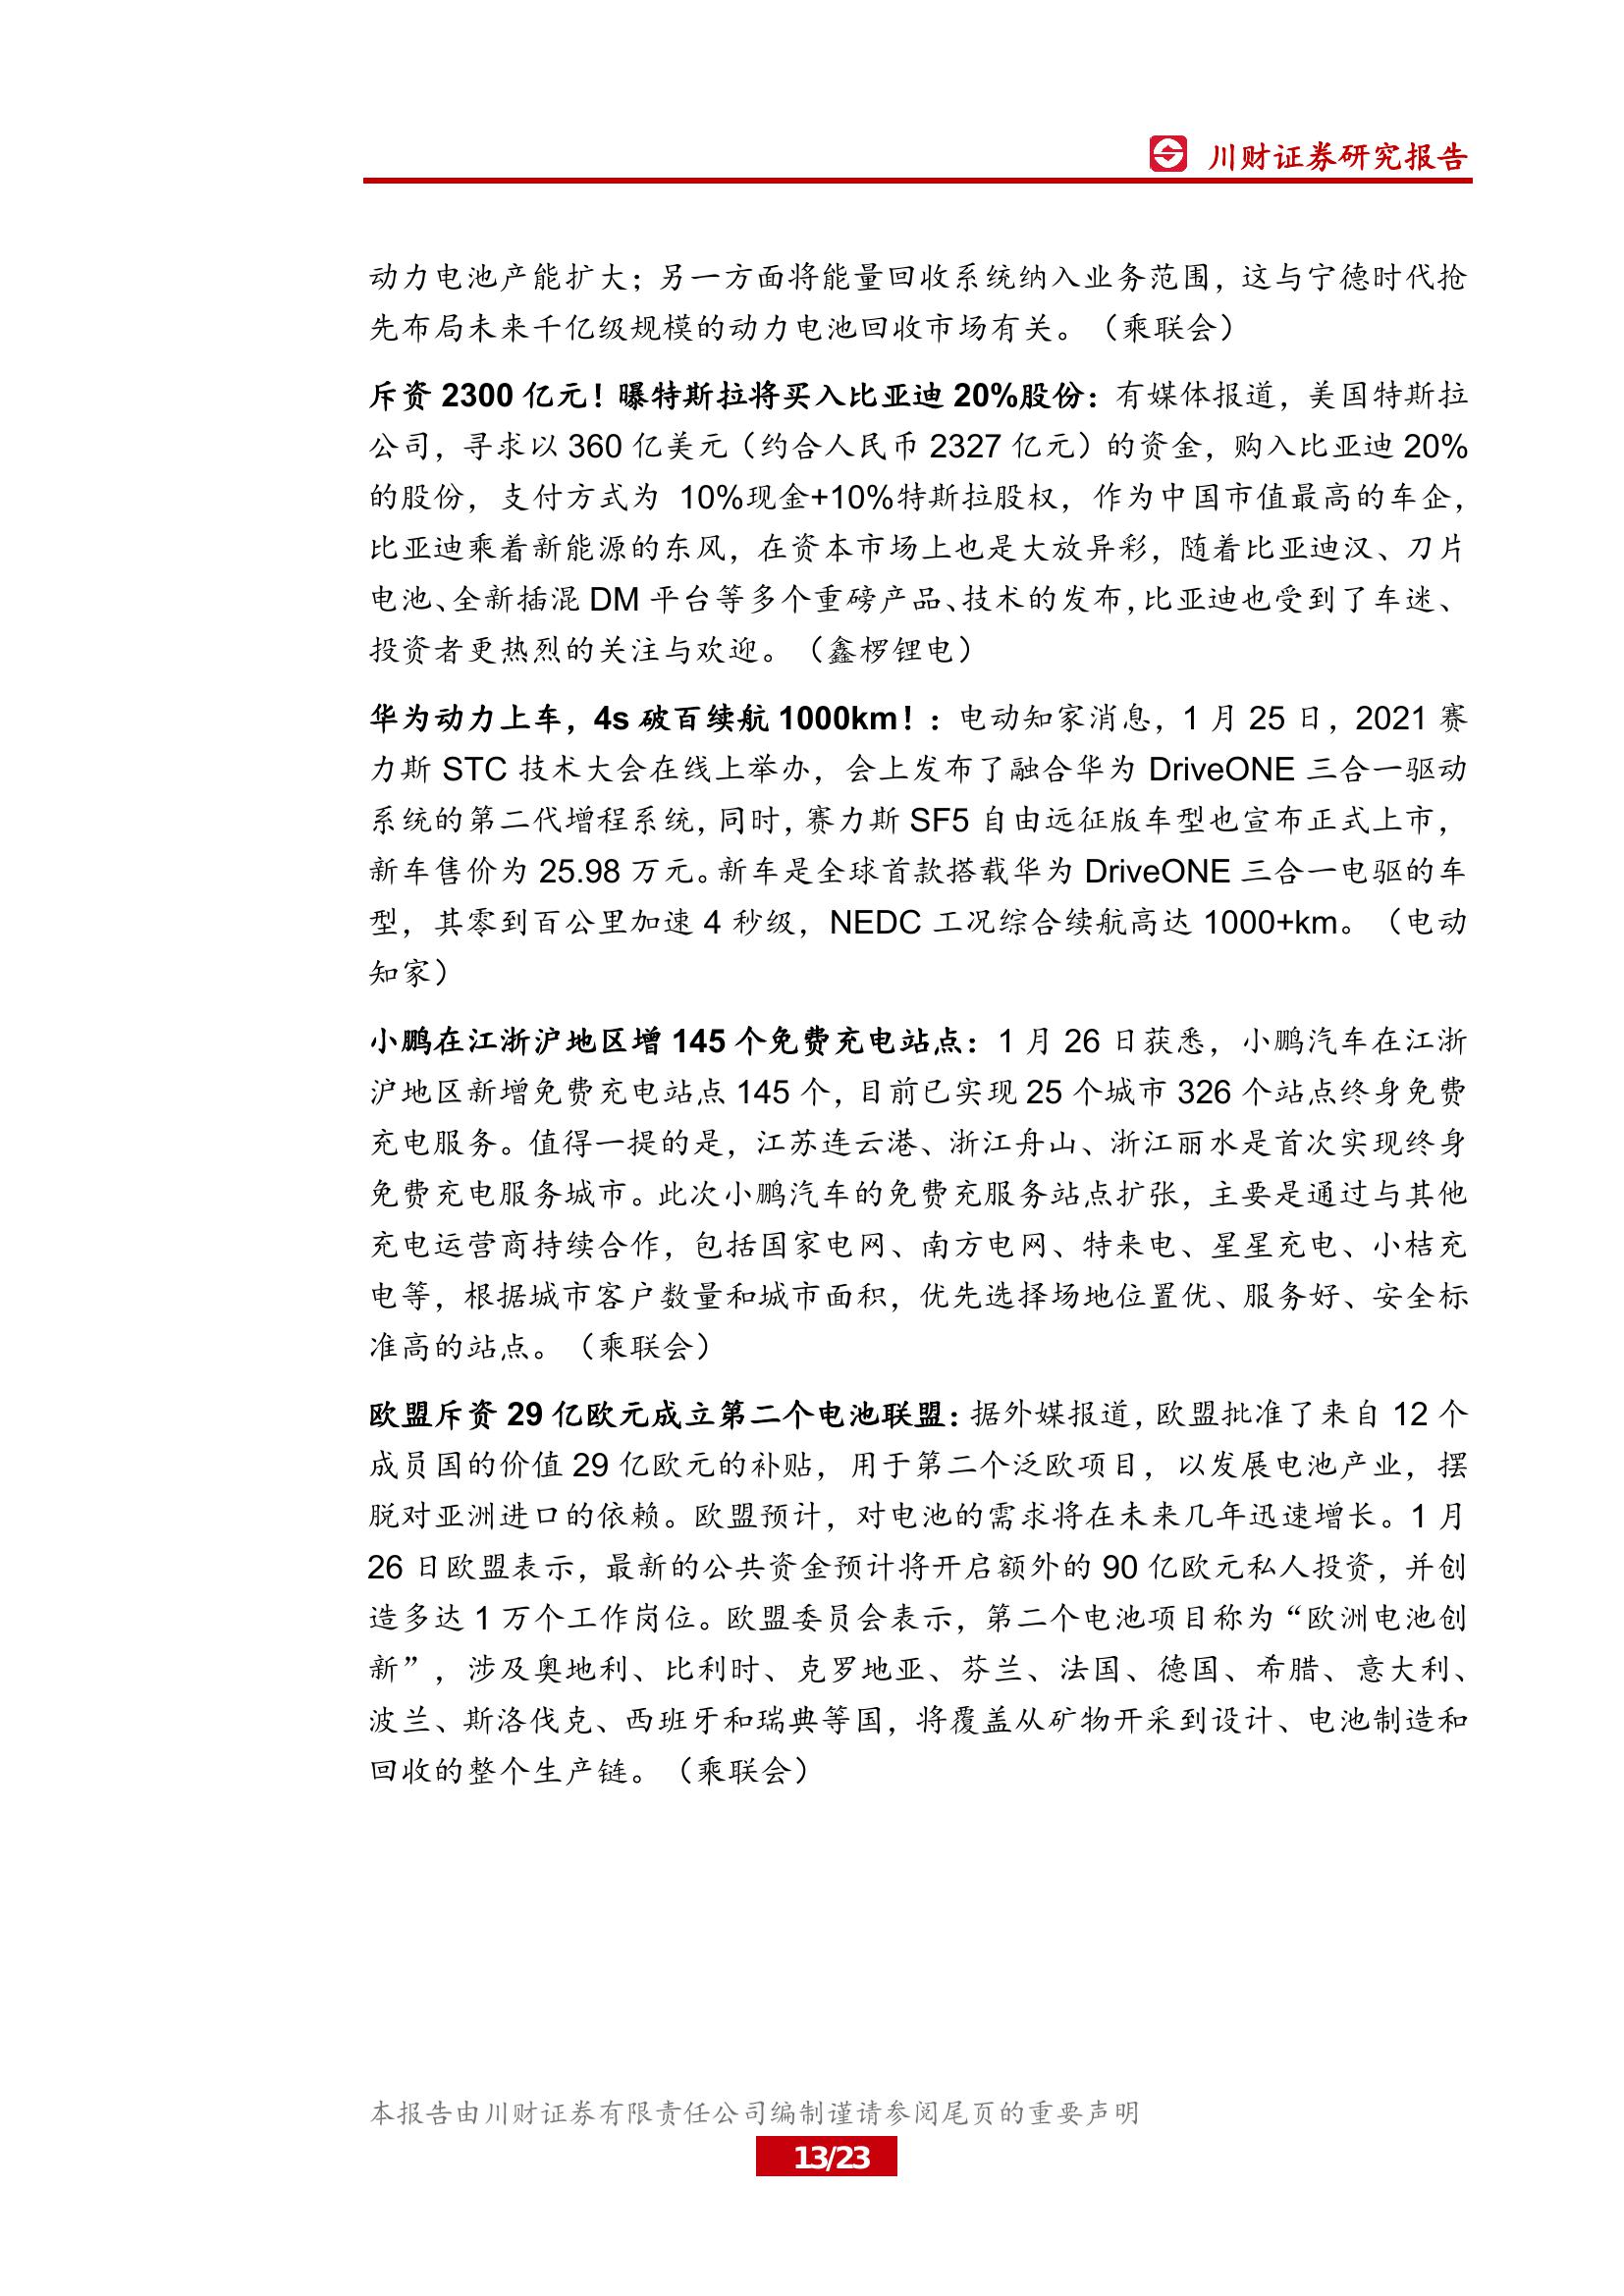 川财证券研究报告
动力电池产能扩大；另一方面将能量回收系统纳入业务范围，这与宁德时代抢
先布局未来千亿级规模的动力电池回收市场有关。（乘联会）
斥资 2300 亿元！曝特斯拉将买入比亚迪 20%股份：有媒体报道，美国特斯拉
公司，寻求以 360 亿美元（约合人民币 2327 亿元）的资金，购入比亚迪 20%
的股份，支付方式为 10%现金+10%特斯拉股权，作为中国市值最高的车企，
比亚迪乘着新能源的东风，在资本市场上也是大放异彩，随着比亚迪汉、刀片
电池、全新插混 DM 平台等多个重磅产品、技术的发布，比亚迪也受到了车迷、
投资者更热烈的关注与欢迎。（鑫椤锂电）
华为动力上车，4s 破百续航 1000km！：电动知家消息，1 月 25 日，2021 赛
力斯 STC 技术大会在线上举办，会上发布了融合华为 DriveONE 三合一驱动
系统的第二代增程系统，同时，赛力斯 SF5 自由远征版车型也宣布正式上市，
新车售价为 25.98 万元。新车是全球首款搭载华为 DriveONE 三合一电驱的车
型，其零到百公里加速 4 秒级，NEDC 工况综合续航高达 1000+km。（电动
知家）
小鹏在江浙沪地区增 145 个免费充电站点：1 月 26 日获悉，小鹏汽车在江浙
沪地区新增免费充电站点 145 个，目前已实现 25 个城市 326 个站点终身免费
充电服务。值得一提的是，江苏连云港、浙江舟山、浙江丽水是首次实现终身
免费充电服务城市。此次小鹏汽车的免费充服务站点扩张，主要是通过与其他
充电运营商持续合作，包括国家电网、南方电网、特来电、星星充电、小桔充
电等，根据城市客户数量和城市面积，优先选择场地位置优、服务好、安全标
准高的站点。（乘联会）
欧盟斥资 29 亿欧元成立第二个电池联盟：据外媒报道，欧盟批准了来自 12 个
成员国的价值 29 亿欧元的补贴，用于第二个泛欧项目，以发展电池产业，摆
脱对亚洲进口的依赖。欧盟预计，对电池的需求将在未来几年迅速增长。1 月
26 日欧盟表示，最新的公共资金预计将开启额外的 90 亿欧元私人投资，并创
造多达 1 万个工作岗位。欧盟委员会表示，第二个电池项目称为“欧洲电池创
新”，涉及奥地利、比利时、克罗地亚、芬兰、法国、德国、希腊、意大利、
波兰、斯洛伐克、西班牙和瑞典等国，将覆盖从矿物开采到设计、电池制造和
回收的整个生产链。（乘联会）
本报告由川财证券有限责任公司编制谨请参阅尾页的重要声明
13/23